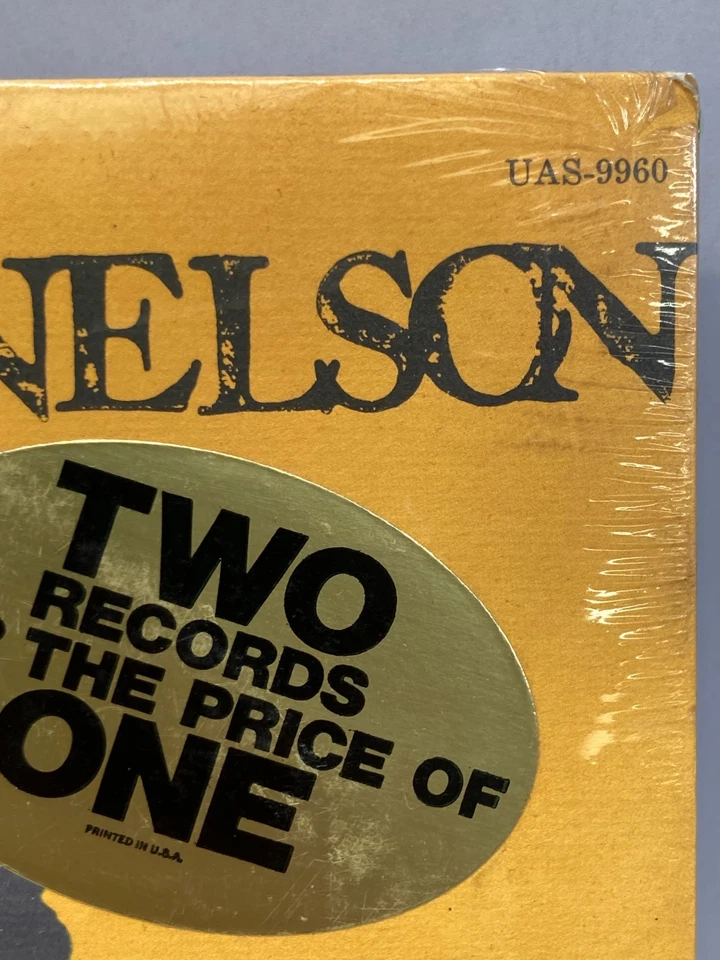 UAS-9960
NELSON
TWO
RECORDS
THE PRICE OF
ONE
PRINTED IN U.S.A.